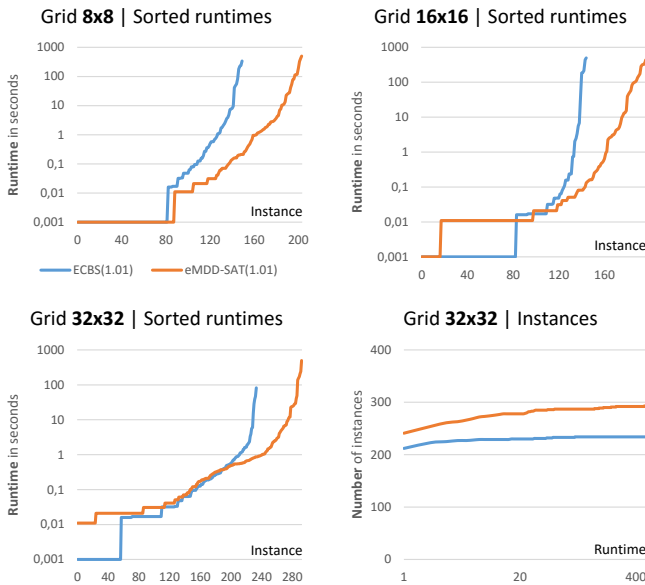 Grid 8x8 | Sorted runtimes
Runtime in seconds
1000
100
10
1
0,1
0,01
0,001
0 40 80 120 160 200
Instance
ECBS(1.01) eMDD-SAT(1.01)
Grid 16x16 | Sorted runtimes
Runtime in seconds
1000
100
10
1
0,1
0,01
0,001
0 40 80 120 160
Instance
Grid 32x32 | Sorted runtimes
Runtime in seconds
1000
100
10
1
0,1
0,01
0,001
0 40 80 120 160 200 240 280
Instance
Grid 32x32 | Instances
Number of instances
400
300
200
100
0
1 20 400
Runtime